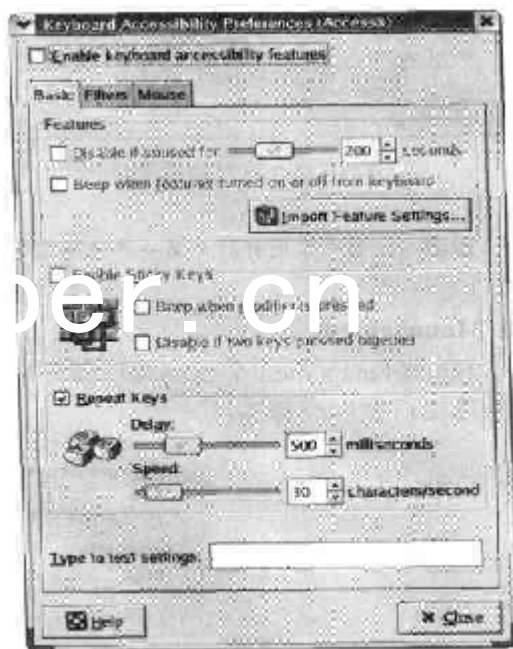 Keyboard Accessibility Preferences (AccessX)
Enable keyboard accessibility features
Basic Filters Mouse
Features
Disable if unused for 200 seconds
Beep when features turned on or off from keyboard
Import Feature Settings...
Enable Sticky Keys
per.cn
Beep when modifier is pressed
Disable if two keys pressed together
Repeat Keys
Delay:
500 milliseconds
Speed:
30 characters/second
Type to test settings:
Help Close